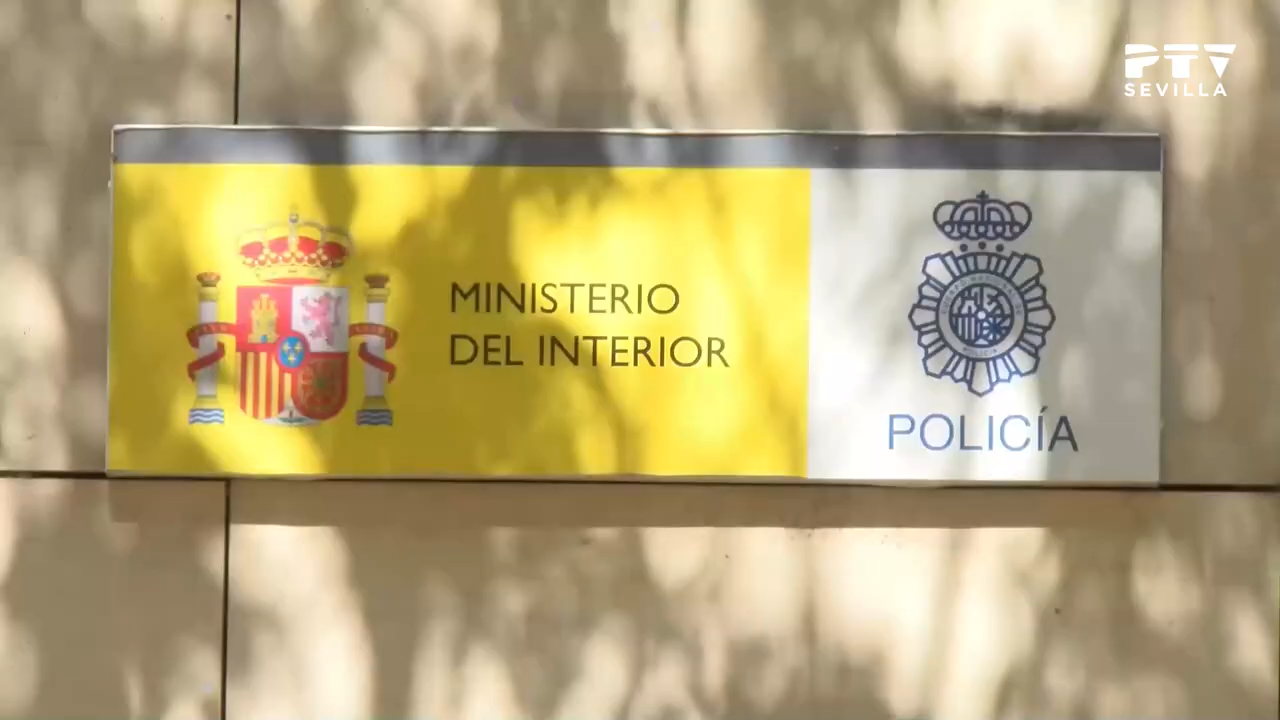 PTV
SEVILLA
MINISTERIO
DEL INTERIOR
POLICÍA